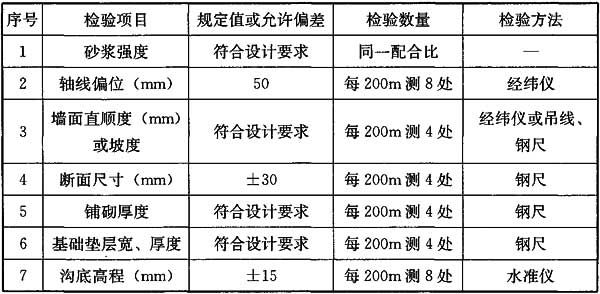 序号 检验项目 规定值或允许偏差 检验数量 检验方法
1 砂浆强度 符合设计要求 同一配合比 —
2 轴线偏位（mm） 50 每 200m 测 8 处 经纬仪
3 墙面直顺度（mm）或坡度 符合设计要求 每 200m 测 4 处 经纬仪或吊线、钢尺
4 断面尺寸（mm） ±30 每 200m 测 4 处 钢尺
5 铺砌厚度 符合设计要求 每 200m 测 4 处 钢尺
6 基础垫层宽、厚度 符合设计要求 每 200m 测 4 处 钢尺
7 沟底高程（mm） ±15 每 200m 测 8 处 水准仪